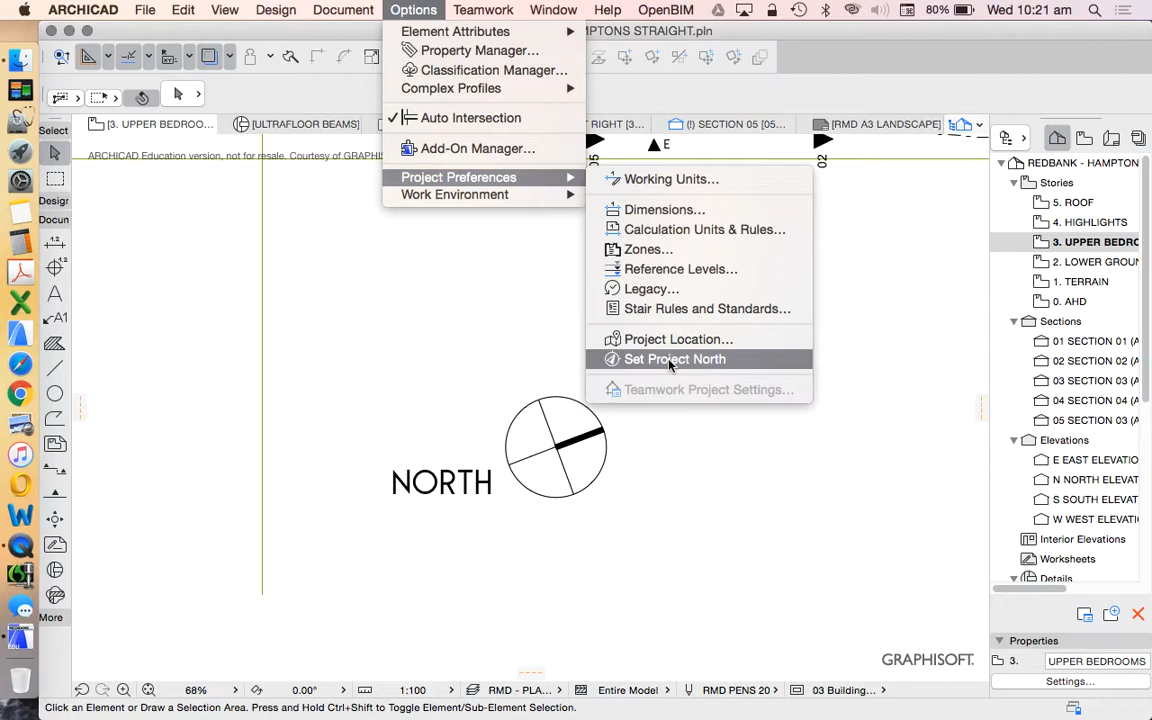 ARCHICAD File Edit View Design Document Options Teamwork Window Help OpenBIM 80% Wed 10:21 am
MPTONS STRAIGHT.pln
Element Attributes
Property Manager...
Classification Manager...
Complex Profiles
Auto Intersection
Add-On Manager...
Project Preferences
Work Environment
Working Units...
Dimensions...
Calculation Units & Rules...
Zones...
Reference Levels...
Legacy...
Stair Rules and Standards...
Project Location...
Set Project North
Teamwork Project Settings...
[3. UPPER BEDROO... [ULTRAFLOOR BEAMS] RIGHT [3... (!) SECTION 05 [05... [RMD A3 LANDSCAPE]
ARCHICAD Education version, not for resale. Courtesy of GRAPHIS
05
E
02
NORTH
GRAPHISOFT.
Select
Design
Docun
More
REDBANK - HAMPTON
Stories
5. ROOF
4. HIGHLIGHTS
3. UPPER BEDRO
2. LOWER GROUN
1. TERRAIN
0. AHD
Sections
01 SECTION 01 (A
02 SECTION 02 (A
03 SECTION 03 (A
04 SECTION 04 (A
05 SECTION 03 (A
Elevations
E EAST ELEVATIO
N NORTH ELEVAT
S SOUTH ELEVAT
W WEST ELEVATI
Interior Elevations
Worksheets
Details
Properties
3. UPPER BEDROOMS
Settings...
68% 0.00° 1:100 RMD - PLA... Entire Model RMD PENS 20 03 Building...
Click an Element or Draw a Selection Area. Press and Hold Ctrl+Shift to Toggle Element/Sub-Element Selection.